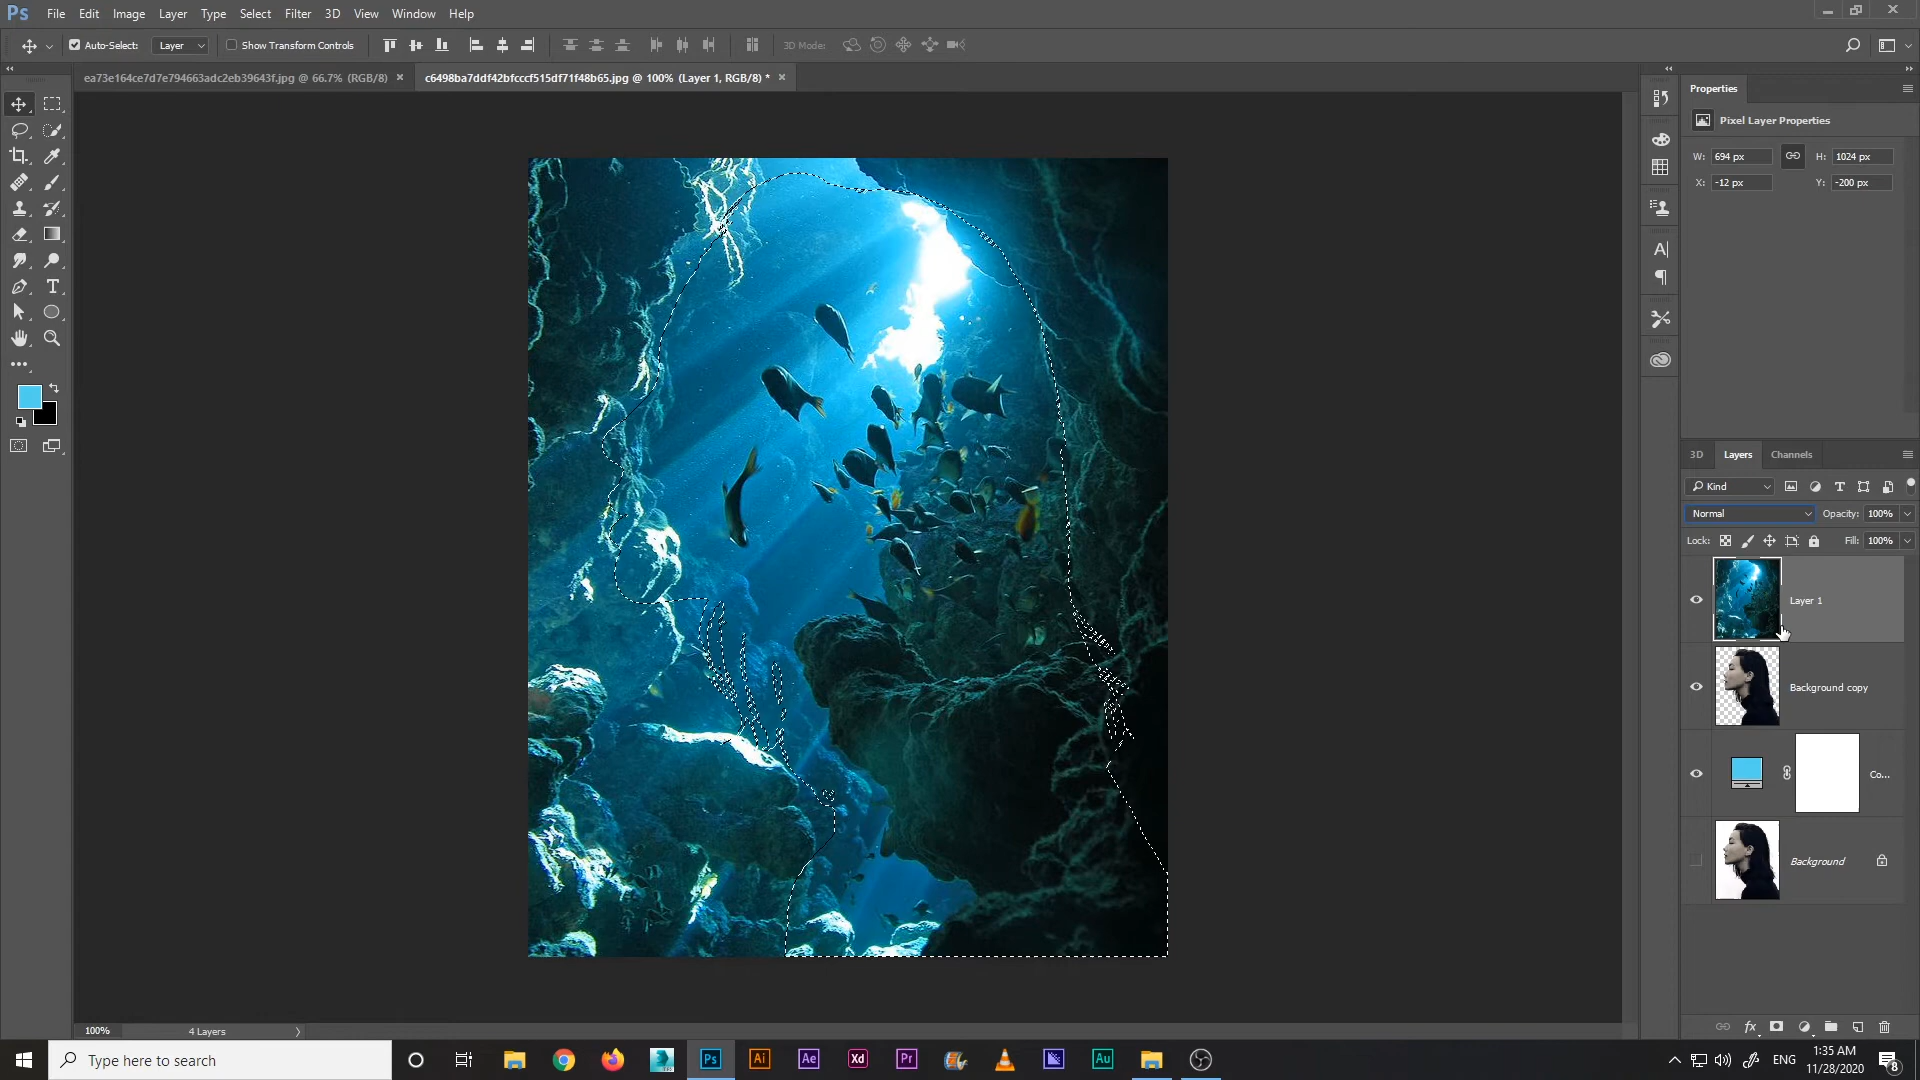 Ps File Edit Image Layer Type Select Filter 3D View Window Help
Auto-Select: Layer Show Transform Controls 3D Mode:
ea73e164ce7d7e794663adc2eb39643f.jpg @ 66.7% (RGB/8) × c6498ba7ddf42bfcccf515df71f48b65.jpg @ 100% (Layer 1, RGB/8) * ×
Properties
Pixel Layer Properties
W: 694 px H: 1024 px
X: -12 px Y: -200 px
3D Layers Channels
Kind
Normal Opacity: 100%
Lock: Fill: 100%
Layer 1
Background copy
Co...
Background
100% 4 Layers
Type here to search
Ps Ai Ae Xd Pr Au
ENG 1:35 AM
11/28/2020 8